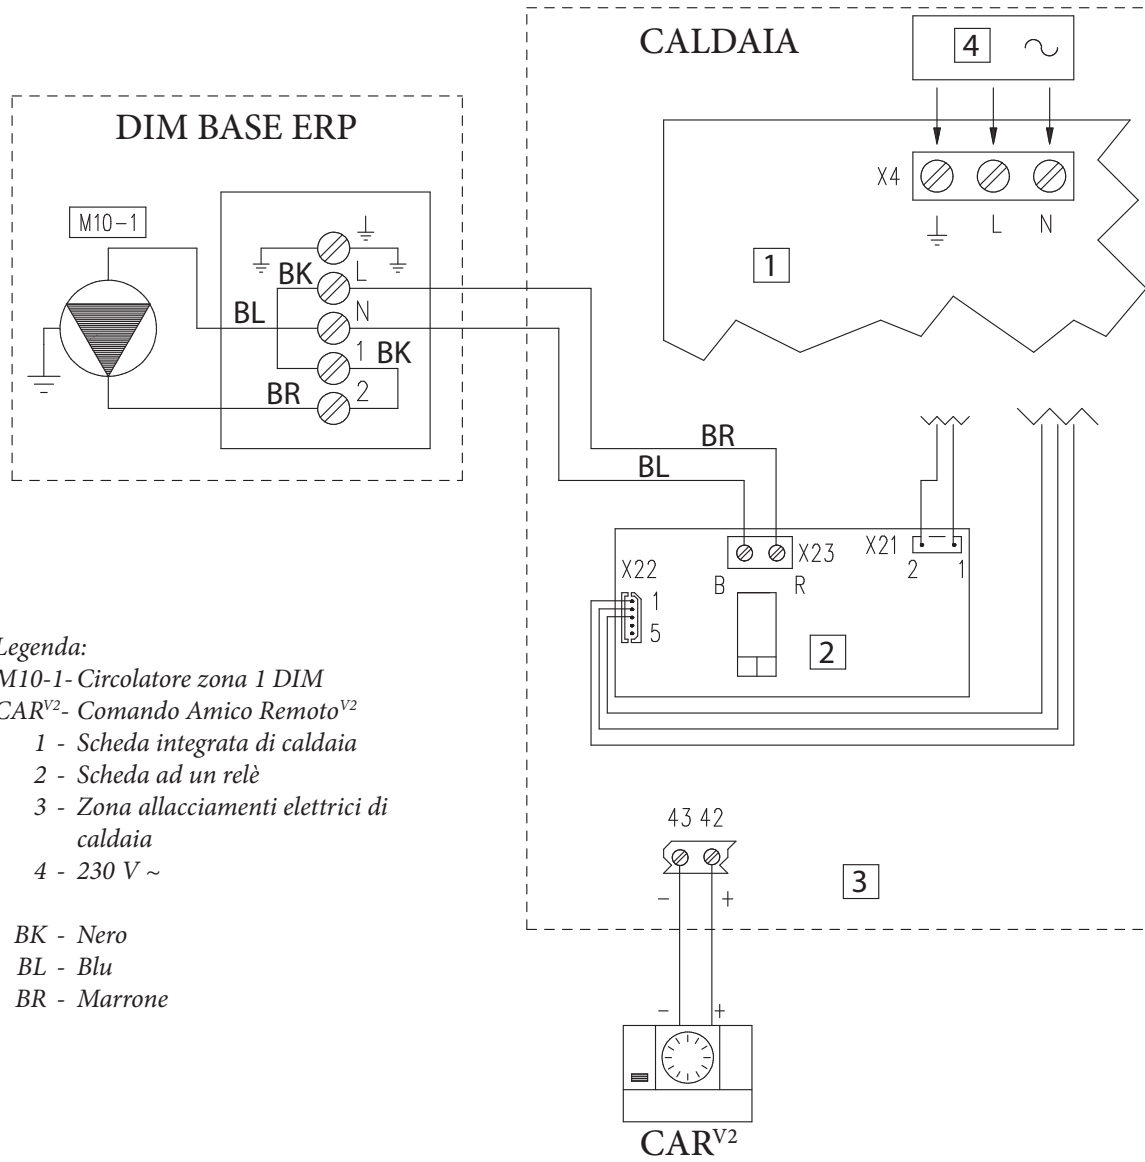 CALDAIA
4
DIM BASE ERP
X4
M10-1
L N
1
BK L
BL N
1 BK
BR 2
BR
BL
X23
X21
2 1
X22
B R
1
5
2
Legenda:
M10-1- Circolatore zona 1 DIM
CARV2- Comando Amico RemotoV2
1 - Scheda integrata di caldaia
2 - Scheda ad un relè
3 - Zona allacciamenti elettrici di
caldaia
4 - 230 V ~
43 42
3
- +
BK - Nero
BL - Blu
BR - Marrone
- +
CARV2